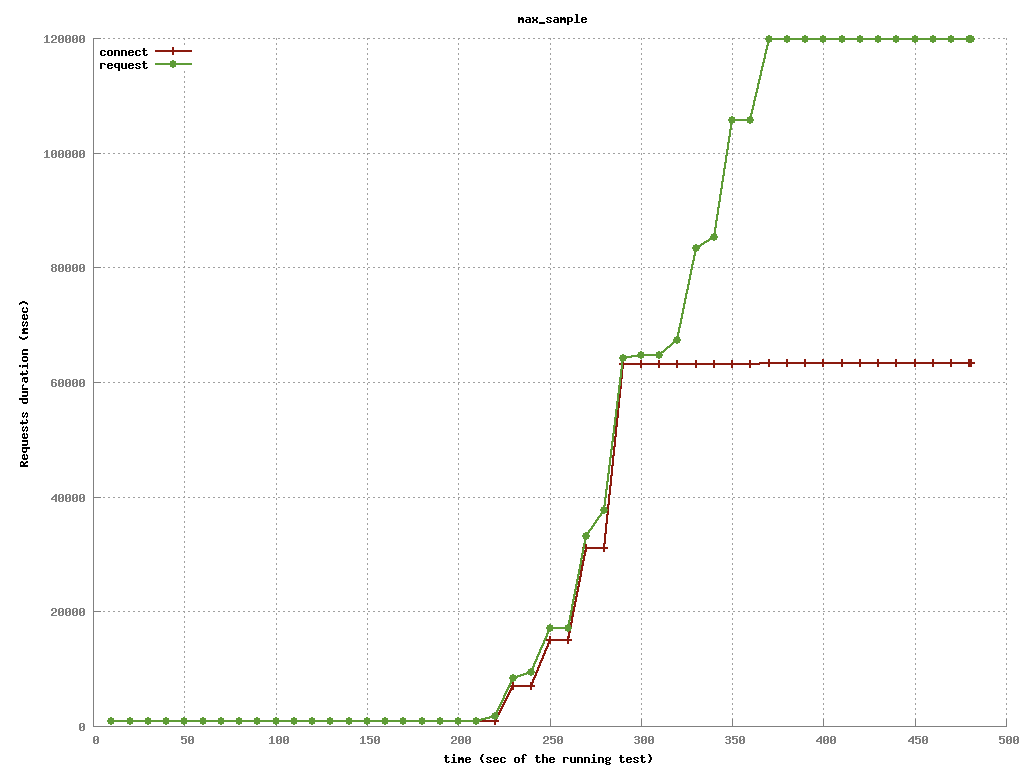 max_sample
connect
request
120000
100000
80000
60000
40000
20000
0
Requests duration (msec)
0 50 100 150 200 250 300 350 400 450 500
time (sec of the running test)